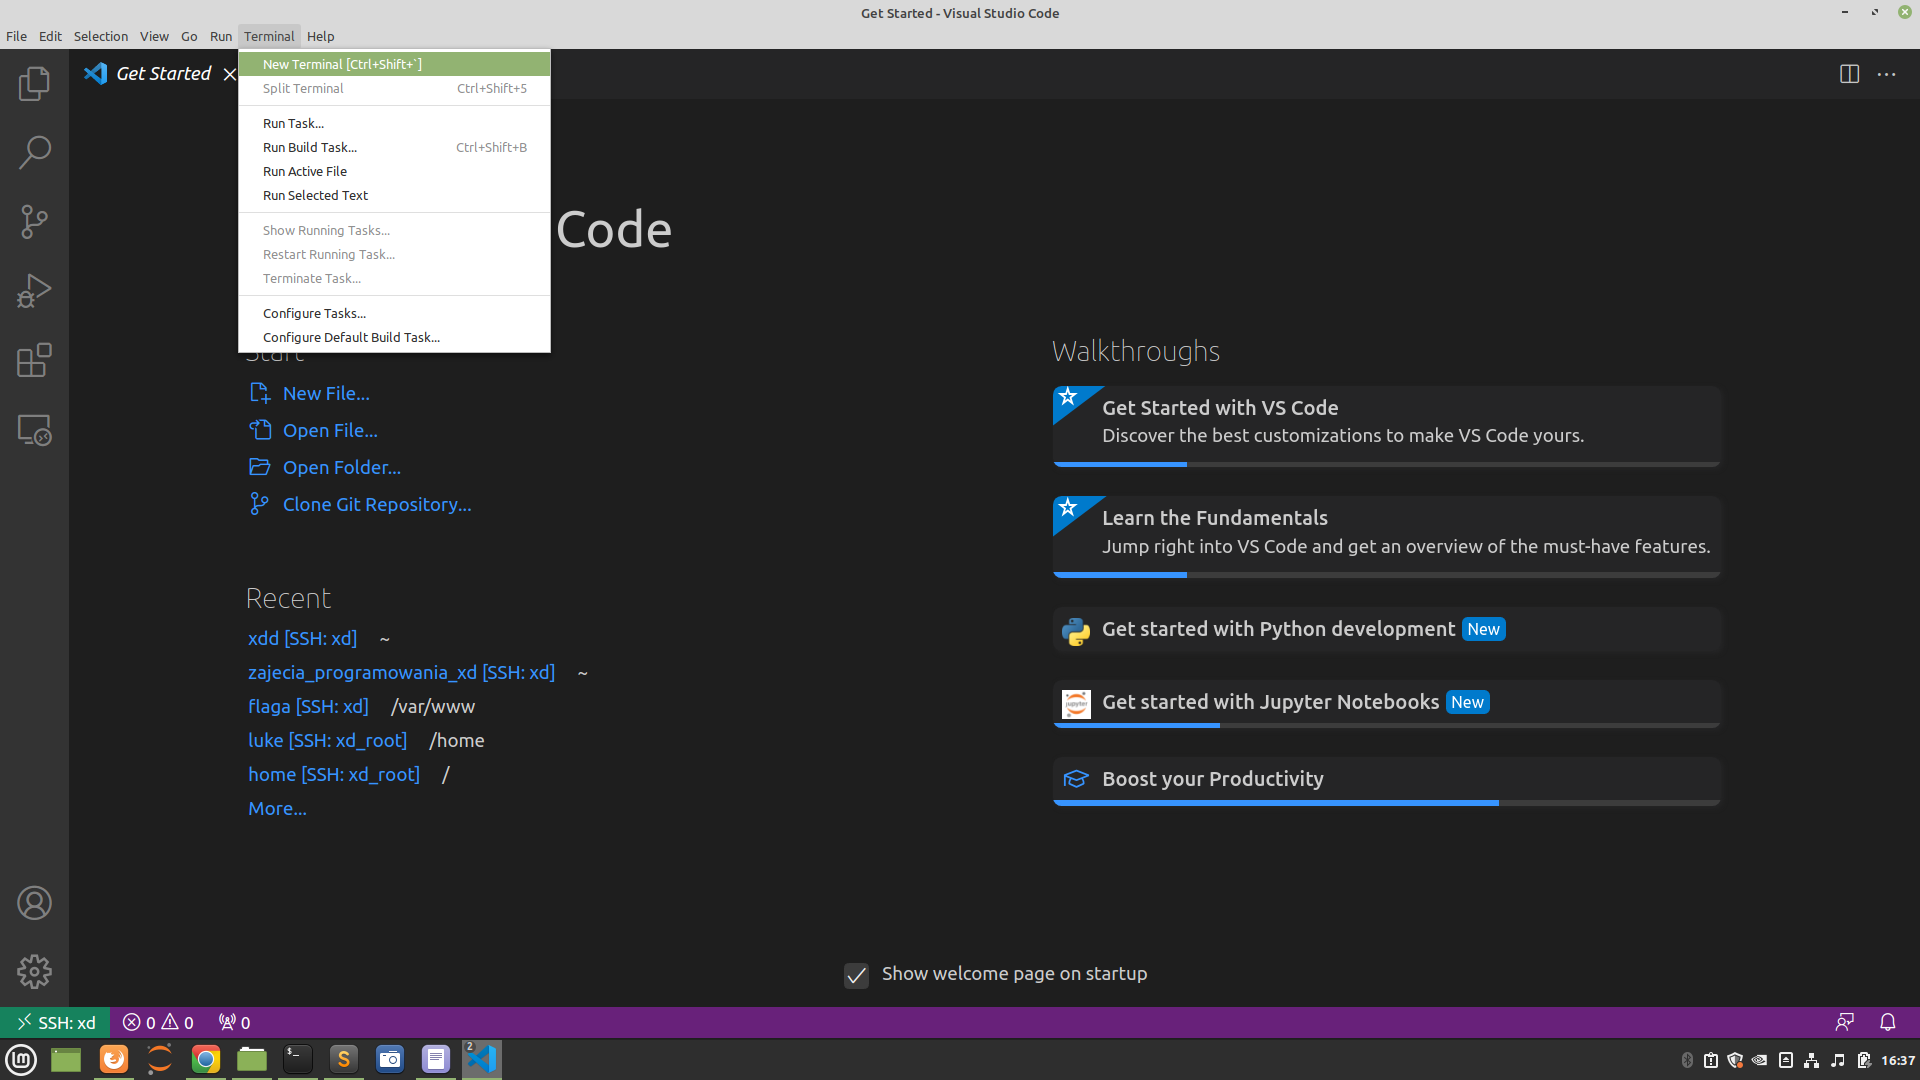 Get Started - Visual Studio Code
File Edit Selection View Go Run Terminal Help
Get Started
New Terminal [Ctrl+Shift+`]
Split Terminal Ctrl+Shift+5
Run Task...
Run Build Task... Ctrl+Shift+B
Run Active File
Run Selected Text
Show Running Tasks...
Restart Running Task...
Terminate Task...
Configure Tasks...
Configure Default Build Task...
Code
Start
New File...
Open File...
Open Folder...
Clone Git Repository...
Recent
xdd [SSH: xd] ~
zajecia_programowania_xd [SSH: xd] ~
flaga [SSH: xd] /var/www
luke [SSH: xd_root] /home
home [SSH: xd_root] /
More...
Walkthroughs
Get Started with VS Code
Discover the best customizations to make VS Code yours.
Learn the Fundamentals
Jump right into VS Code and get an overview of the must-have features.
Get started with Python development New
jupyter
Get started with Jupyter Notebooks New
Boost your Productivity
Show welcome page on startup
SSH: xd 0 0 0
2
16:37